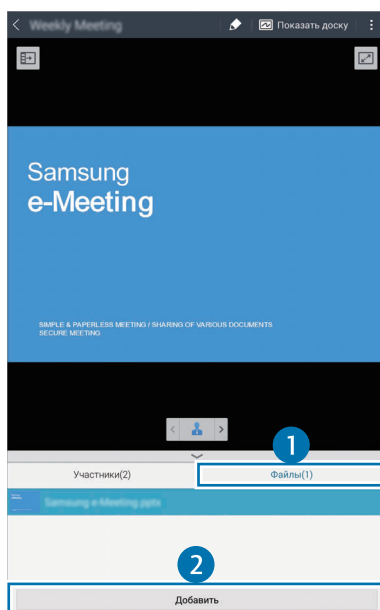 Weekly Meeting
Показать доску
Samsung
e-Meeting
SIMPLE & PAPERLESS MEETING / SHARING OF VARIOUS DOCUMENTS
SECURE MEETING
1
Участники(2)
Файлы(1)
Samsung e-Meeting.pptx
2
Добавить